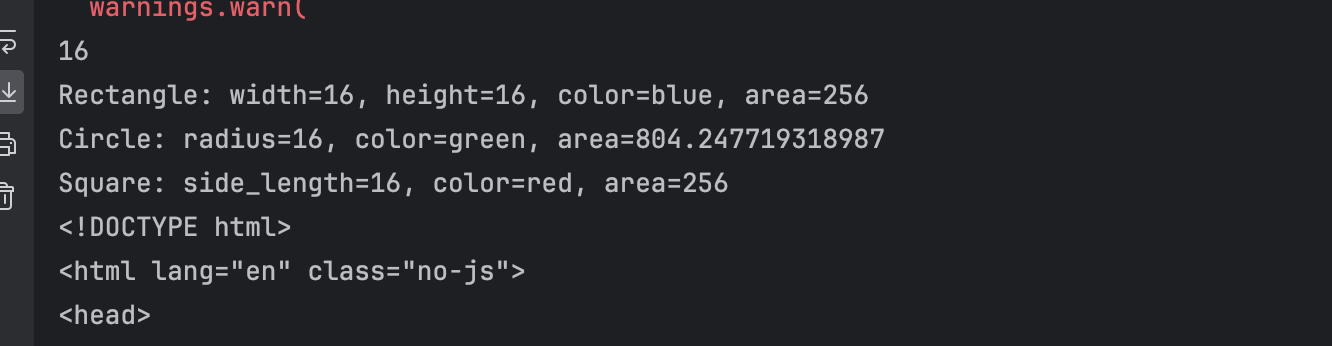 warnings.warn(
16
Rectangle: width=16, height=16, color=blue, area=256
Circle: radius=16, color=green, area=804.247719318987
Square: side_length=16, color=red, area=256
<!DOCTYPE html>
<html lang="en" class="no-js">
<head>